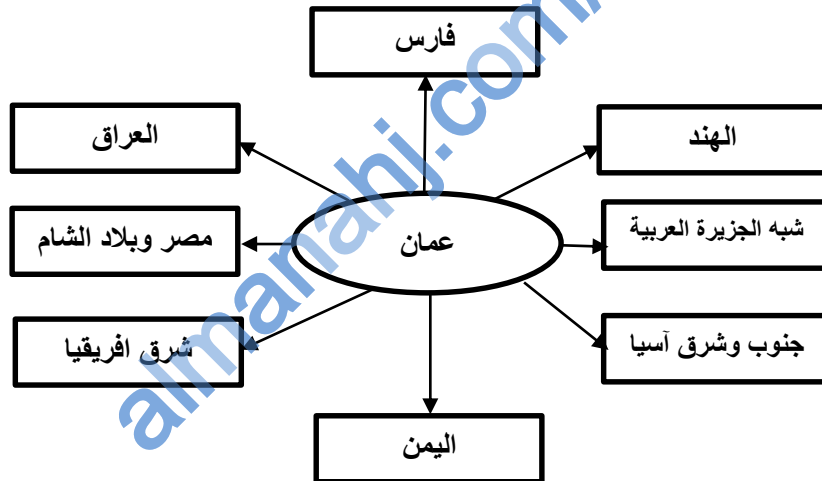 فارس
الهند
العراق
شبه الجزيرة العربية
عمان
مصر وبلاد الشام
جنوب وشرق آسيا
شرق افريقيا
اليمن
almanahj.com/